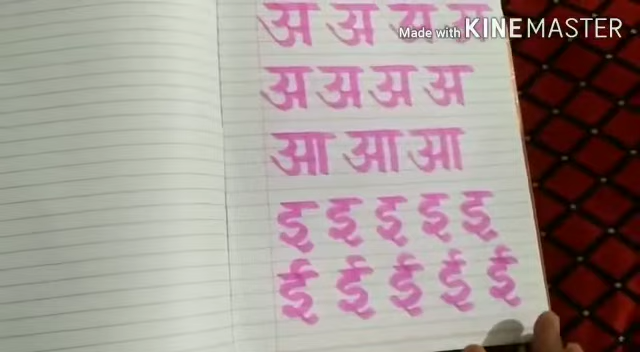 अ अ अ अ
Made with KINEMASTER
अ अ अ अ
आ आ आ
इ इ इ इ इ
ई ई ई ई ई